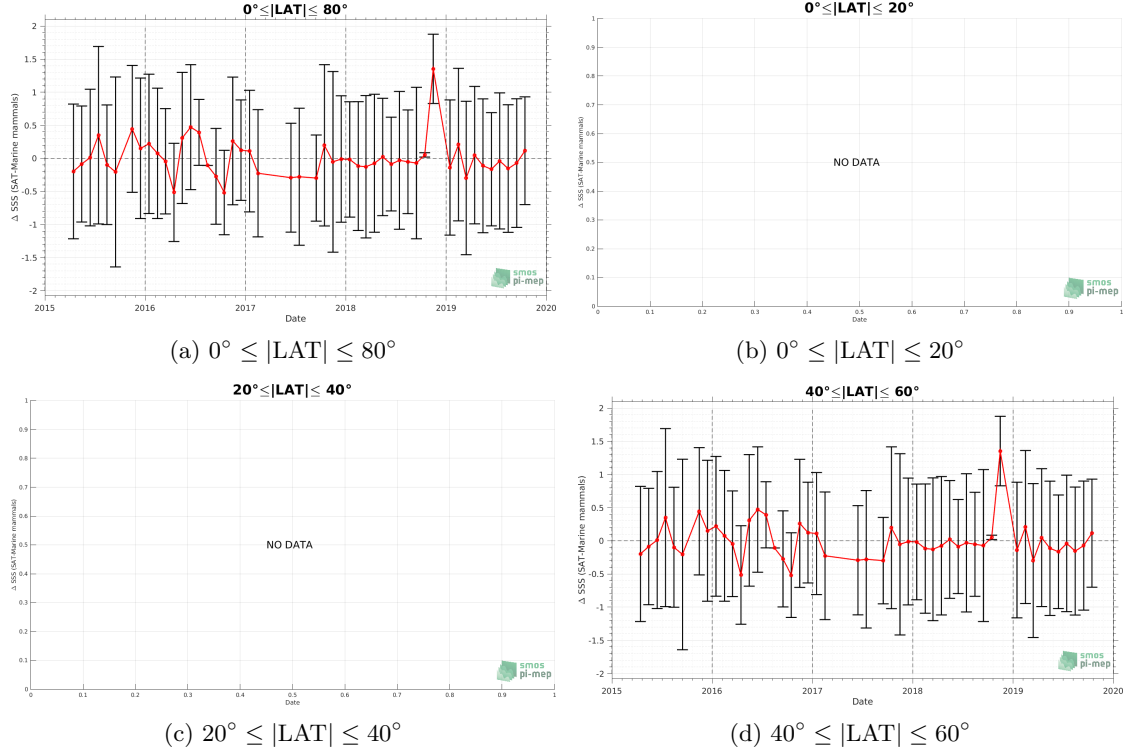 0°≤|LAT|≤ 80°
Δ SSS (SAT-Marine mammals)
2
1.5
1
0.5
0
-0.5
-1
-1.5
-2
2015 2016 2017 2018 2019 2020
Date
smos
pi-mep
(a) 0° ≤ |LAT| ≤ 80°
0°≤|LAT|≤ 20°
Δ SSS (SAT-Marine mammals)
1
0.9
0.8
0.7
0.6
0.5
0.4
0.3
0.2
0.1
0
NO DATA
0 0.1 0.2 0.3 0.4 0.5 0.6 0.7 0.8 0.9 1
Date
smos
pi-mep
(b) 0° ≤ |LAT| ≤ 20°
20°≤|LAT|≤ 40°
Δ SSS (SAT-Marine mammals)
1
0.9
0.8
0.7
0.6
0.5
0.4
0.3
0.2
0.1
0
NO DATA
0 0.1 0.2 0.3 0.4 0.5 0.6 0.7 0.8 0.9 1
Date
smos
pi-mep
(c) 20° ≤ |LAT| ≤ 40°
40°≤|LAT|≤ 60°
Δ SSS (SAT-Marine mammals)
2
1.5
1
0.5
0
-0.5
-1
-1.5
-2
2015 2016 2017 2018 2019 2020
Date
smos
pi-mep
(d) 40° ≤ |LAT| ≤ 60°